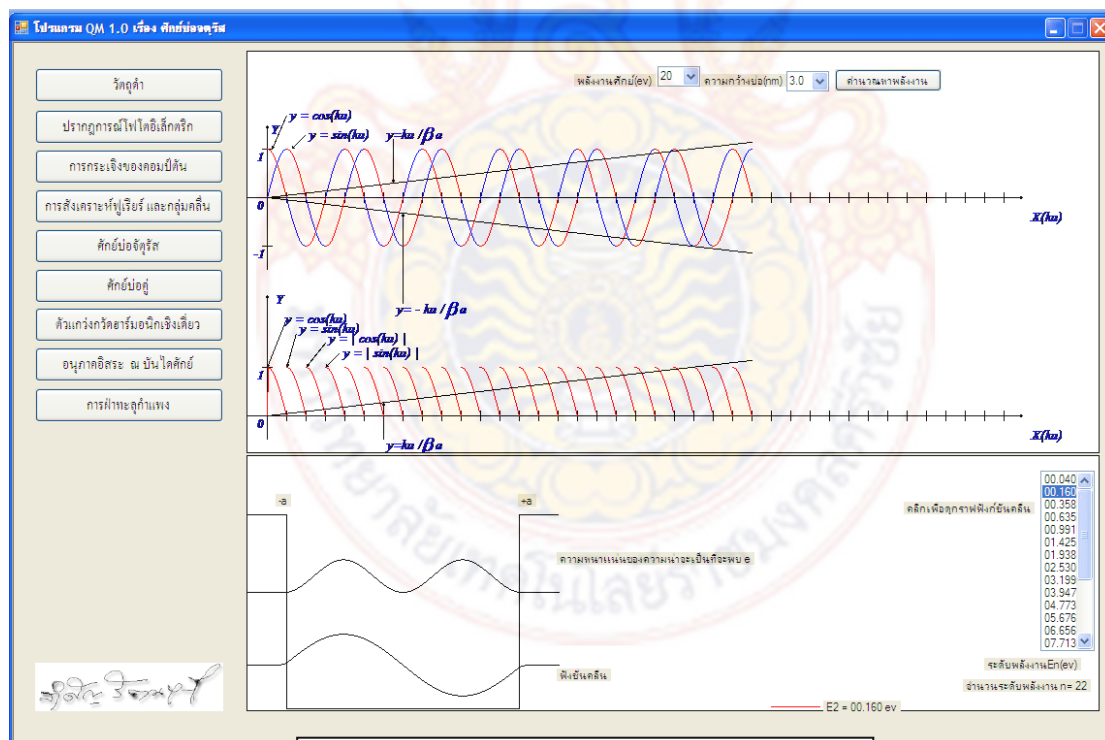 โปรแกรม QM 1.0 เรื่อง ศักย์บ่อจตุรัส
วัตถุดำ
ปรากฏการณ์โฟโตอิเล็กตริก
การกระเจิงของคอมป์ตัน
การสังเคราะห์ฟูเรียร์ และกลุ่มคลื่น
ศักย์บ่อจัตุรัส
ศักย์บ่อคู่
ตัวแกว่งกวัดฮาร์มอนิกเชิงเดี่ยว
อนุภาคอิสระ ณ บันไดศักย์
การฝ่าทะลุกำแพง
พลังงานศักย์(ev) 20 ความกว้างบ่อ(nm) 3.0 คำนวณหาพลังงาน
y = cos(ku)
Y y = sin(ku) y=ku/βa
1
0
X(ku)
-1
y= - ku/βa
Y
y = cos(ku)
y = sin(ku)
y = | cos(ku) |
y = | sin(ku) |
1
0
X(ku)
y=ku/βa
-a +a
คลิกเพื่อดูกราฟฟังก์ชันคลื่น
00.040
00.160
00.358
00.635
00.991
01.425
01.938
02.530
03.199
03.947
04.773
05.676
06.656
07.713
ความหนาแน่นของความน่าจะเป็นที่จะพบ e
ฟังชันคลื่น
ระดับพลังงานEn(ev)
จำนวนระดับพลังงาน n= 22
E2 = 00.160 ev